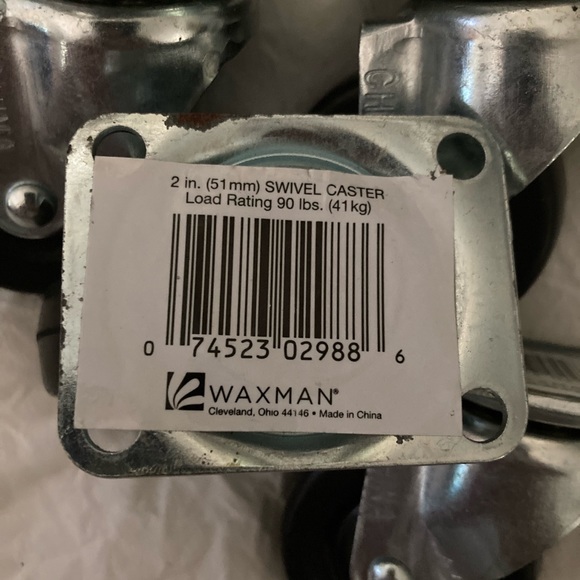 2 in. (51mm) SWIVEL CASTER
Load Rating 90 lbs. (41kg)
0 74523 02988 6
WAXMAN®
Cleveland, Ohio 44146 • Made in China